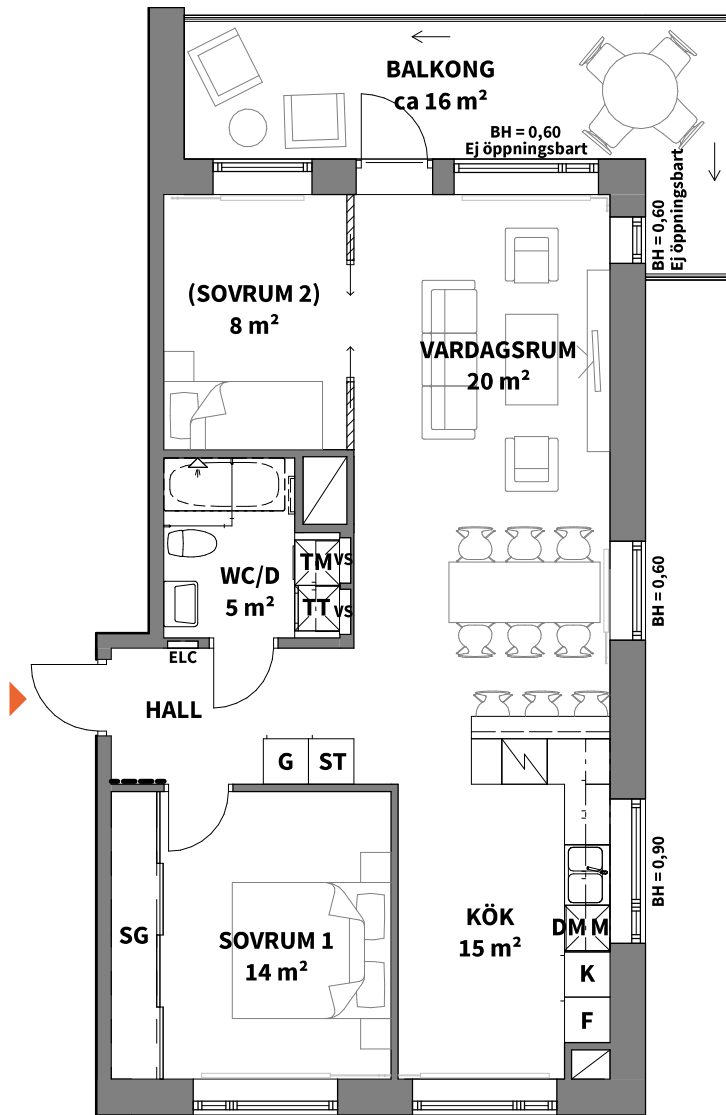 BALKONG
ca 16 m²
BH = 0,60
Ej öppningsbart
BH = 0,60
Ej öppningsbart
(SOVRUM 2)
8 m²
VARDAGSRUM
20 m²
WC/D
5 m²
TM
VS
TT
VS
BH = 0,60
ELC
HALL
G
ST
BH = 0,90
SG
SOVRUM 1
14 m²
KÖK
15 m²
DM M
K
F